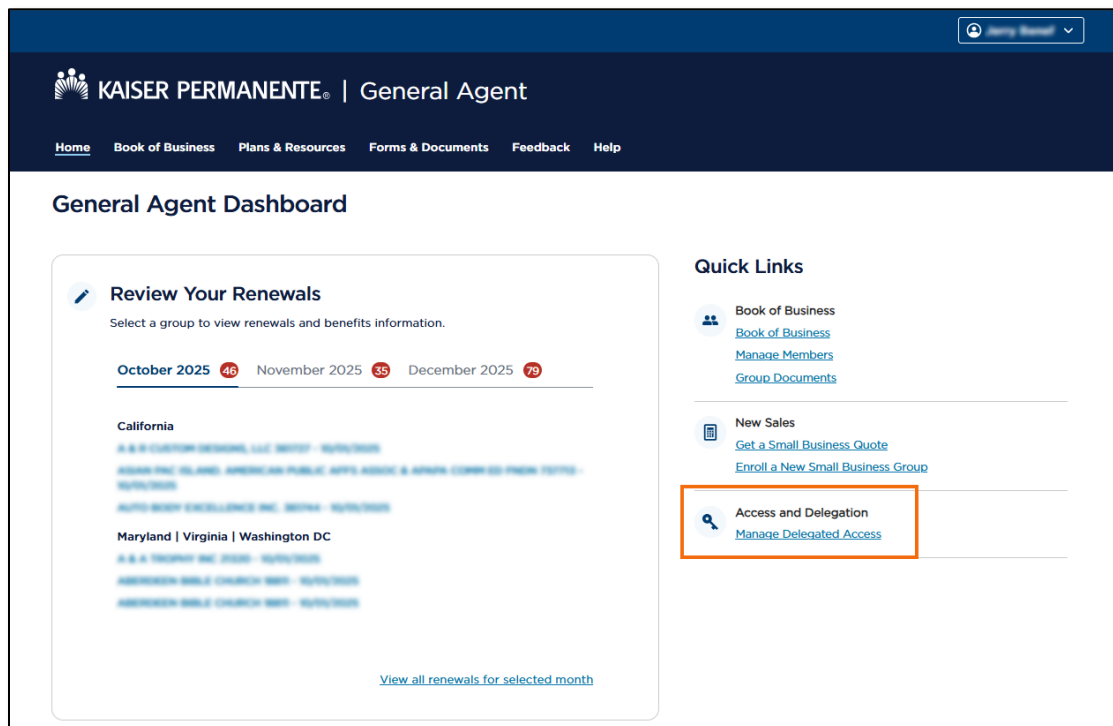 KAISER PERMANENTE® | General Agent
Home Book of Business Plans & Resources Forms & Documents Feedback Help
General Agent Dashboard
Review Your Renewals
Select a group to view renewals and benefits information.
October 2025 46 November 2025 35 December 2025 79
California
Maryland | Virginia | Washington DC
View all renewals for selected month
Quick Links
Book of Business
Book of Business
Manage Members
Group Documents
New Sales
Get a Small Business Quote
Enroll a New Small Business Group
Access and Delegation
Manage Delegated Access